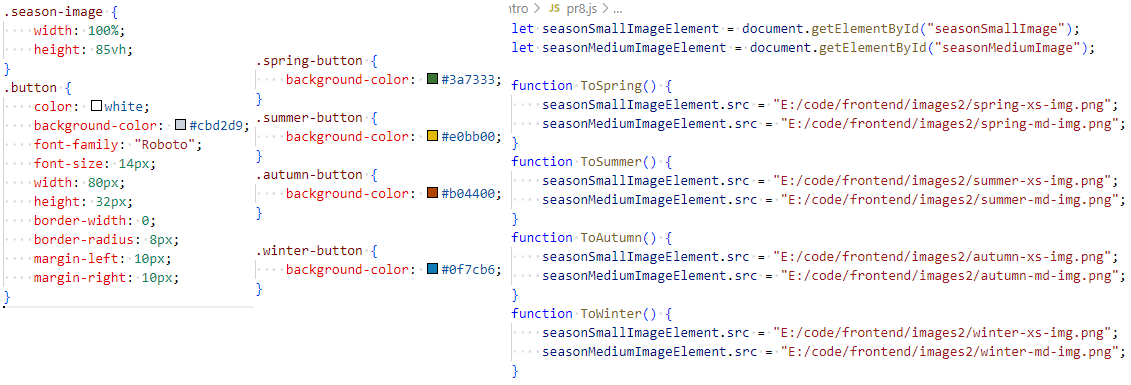 .season-image {
width: 100%;
height: 85vh;
}
.button {
color: white;
background-color: #cbd2d9;
font-family: "Roboto";
font-size: 14px;
width: 80px;
height: 32px;
border-width: 0;
border-radius: 8px;
margin-left: 10px;
margin-right: 10px;
}
.spring-button {
background-color: #3a7333;
}
.summer-button {
background-color: #e0bb00;
}
.autumn-button {
background-color: #b04400;
}
.winter-button {
background-color: #0f7cb6;
}
ntro > JS pr8.js > ...
let seasonSmallImageElement = document.getElementById("seasonSmallImage");
let seasonMediumImageElement = document.getElementById("seasonMediumImage");
function ToSpring() {
seasonSmallImageElement.src = "E:/code/frontend/images2/spring-xs-img.png";
seasonMediumImageElement.src = "E:/code/frontend/images2/spring-md-img.png";
}
function ToSummer() {
seasonSmallImageElement.src = "E:/code/frontend/images2/summer-xs-img.png";
seasonMediumImageElement.src = "E:/code/frontend/images2/summer-md-img.png";
}
function ToAutumn() {
seasonSmallImageElement.src = "E:/code/frontend/images2/autumn-xs-img.png";
seasonMediumImageElement.src = "E:/code/frontend/images2/autumn-md-img.png";
}
function ToWinter() {
seasonSmallImageElement.src = "E:/code/frontend/images2/winter-xs-img.png";
seasonMediumImageElement.src = "E:/code/frontend/images2/winter-md-img.png";
}